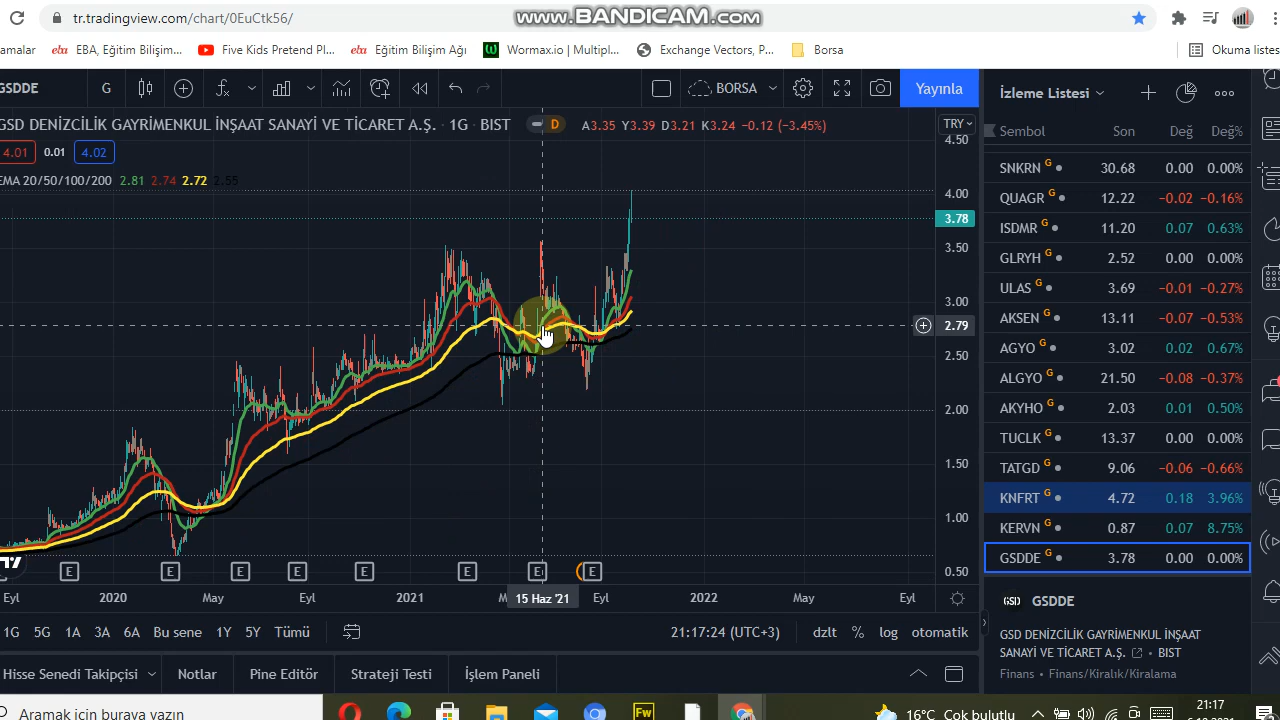 tr.tradingview.com/chart/0EuCtk56/
www.BANDICAM.com
amalar
eba
EBA, Eğitim Bilişim...
Five Kids Pretend Pl...
eba
Eğitim Bilişim Ağı
W
Wormax.io | Multipl...
Exchange Vectors, P...
Borsa
Okuma listes
GSDDE
G
BORSA
Yayınla
İzleme Listesi
GSD DENİZCİLİK GAYRİMENKUL İNŞAAT SANAYİ VE TİCARET A.Ş. · 1G · BIST
D
A3.35 Y3.39 D3.21 K3.24 −0.12 (−3.45%)
TRY
Sembol Son Değ Değ%
4.01 0.01 4.02
EMA 20/50/100/200 2.81 2.74 2.72 2.55
4.50
4.00
3.78
3.50
3.00
2.79
2.50
2.00
1.50
1.00
0.50
SNKRN G 30.68 0.00 0.00%
QUAGR G 12.22 −0.02 −0.16%
ISDMR G 11.20 0.07 0.63%
GLRYH G 2.52 0.00 0.00%
ULAS G 3.69 −0.01 −0.27%
AKSEN G 13.11 −0.07 −0.53%
AGYO G 3.02 0.02 0.67%
ALGYO G 21.50 −0.08 −0.37%
AKYHO G 2.03 0.01 0.50%
TUCLK G 13.37 0.00 0.00%
TATGD G 9.06 −0.06 −0.66%
KNFRT G 4.72 0.18 3.96%
KERVN G 0.87 0.07 8.75%
GSDDE G 3.78 0.00 0.00%
E E E E E E E E
Eyl 2020 May Eyl 2021 M 15 Haz '21 Eyl 2022 May Eyl
GSD GSDDE
GSD DENİZCİLİK GAYRİMENKUL İNŞAAT
SANAYİ VE TİCARET A.Ş. • BIST
Finans • Finans/Kiralık/Kiralama
1G 5G 1A 3A 6A Bu sene 1Y 5Y Tümü
21:17:24 (UTC+3) dzlt % log otomatik
Hisse Senedi Takipçisi Notlar Pine Editör Strateji Testi İşlem Paneli
Aramak için buraya yazın
Fw
16°C Çok bulutlu
21:17